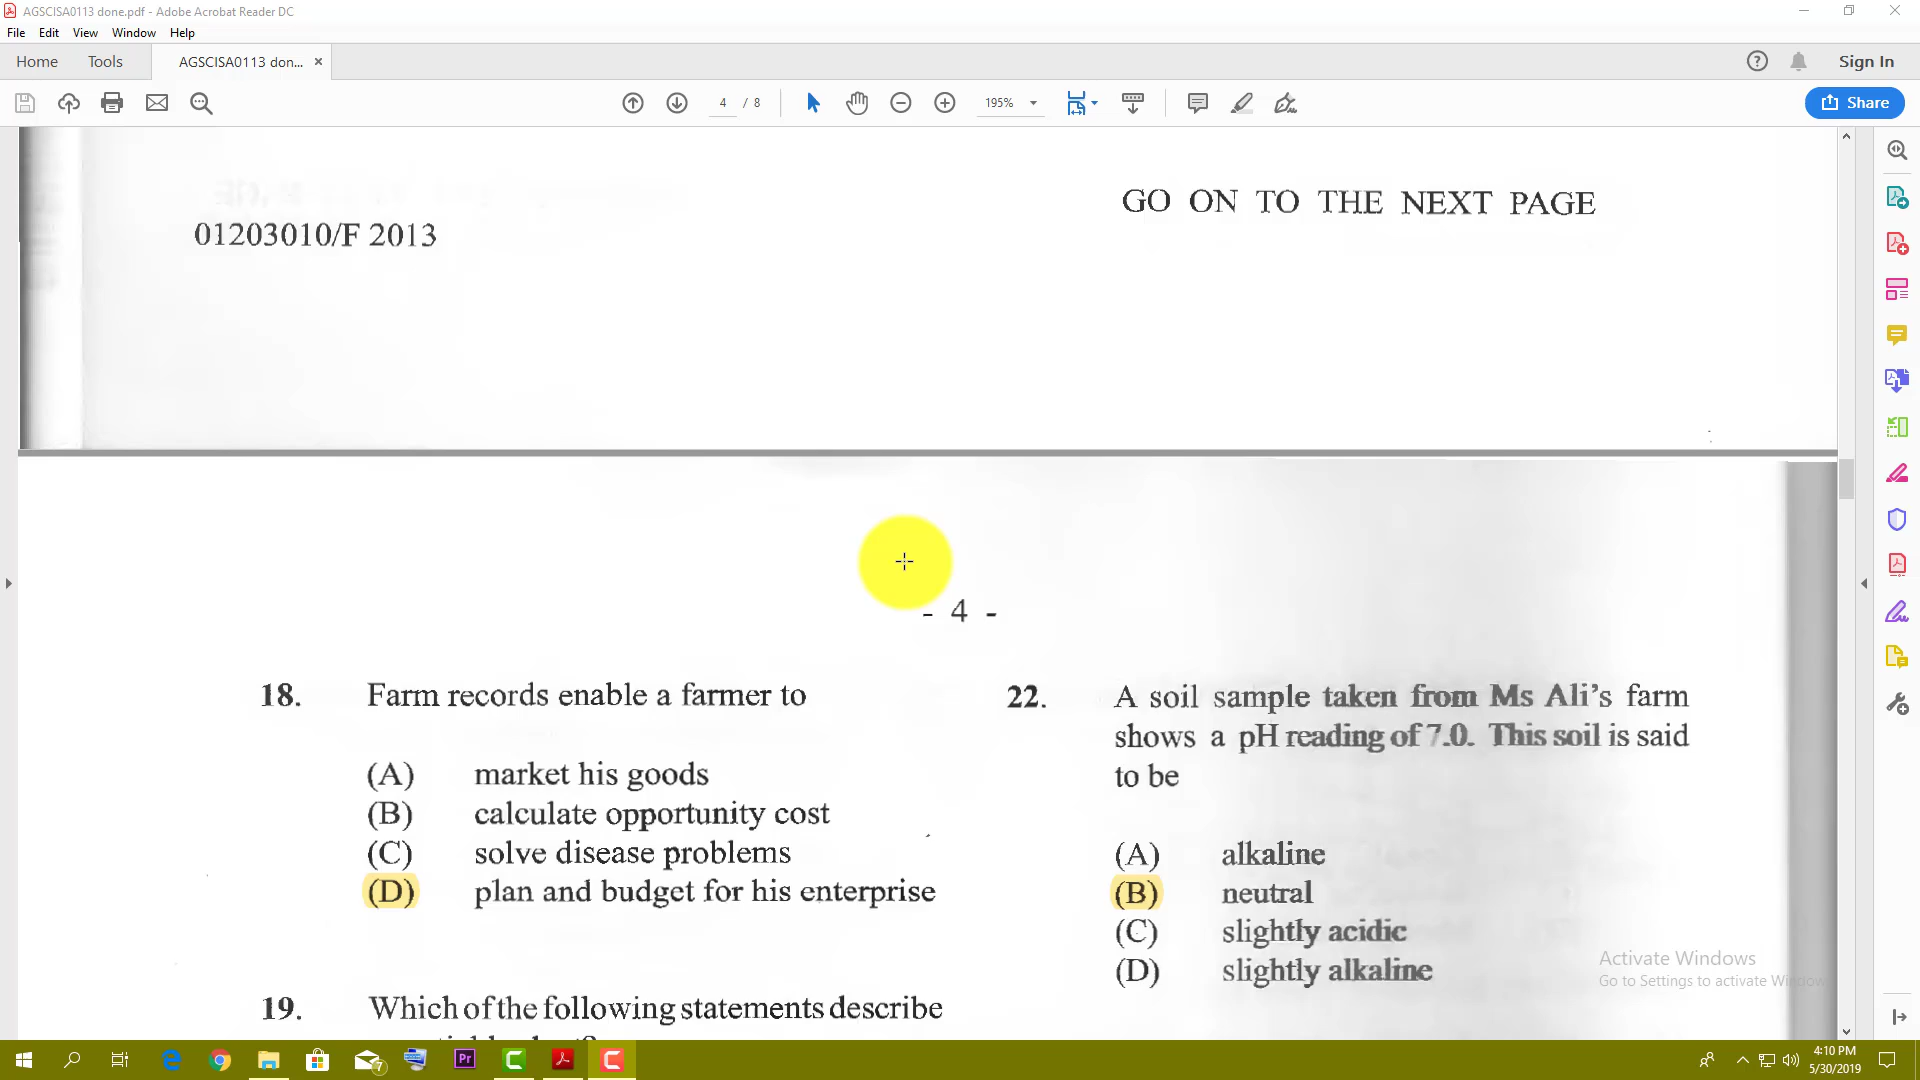 AGSCISA0113 done.pdf - Adobe Acrobat Reader DC
File Edit View Window Help
Home Tools AGSCISA0113 don... × Sign In
4 / 8 195% Share
GO ON TO THE NEXT PAGE
01203010/F 2013
- 4 -
18. Farm records enable a farmer to
(A) market his goods
(B) calculate opportunity cost
(C) solve disease problems
(D) plan and budget for his enterprise
19. Which of the following statements describe
22. A soil sample taken from Ms Ali's farm
shows a pH reading of 7.0. This soil is said
to be
(A) alkaline
(B) neutral
(C) slightly acidic
(D) slightly alkaline
Activate Windows
Go to Settings to activate Windows
Pr
7
4:10 PM
5/30/2019